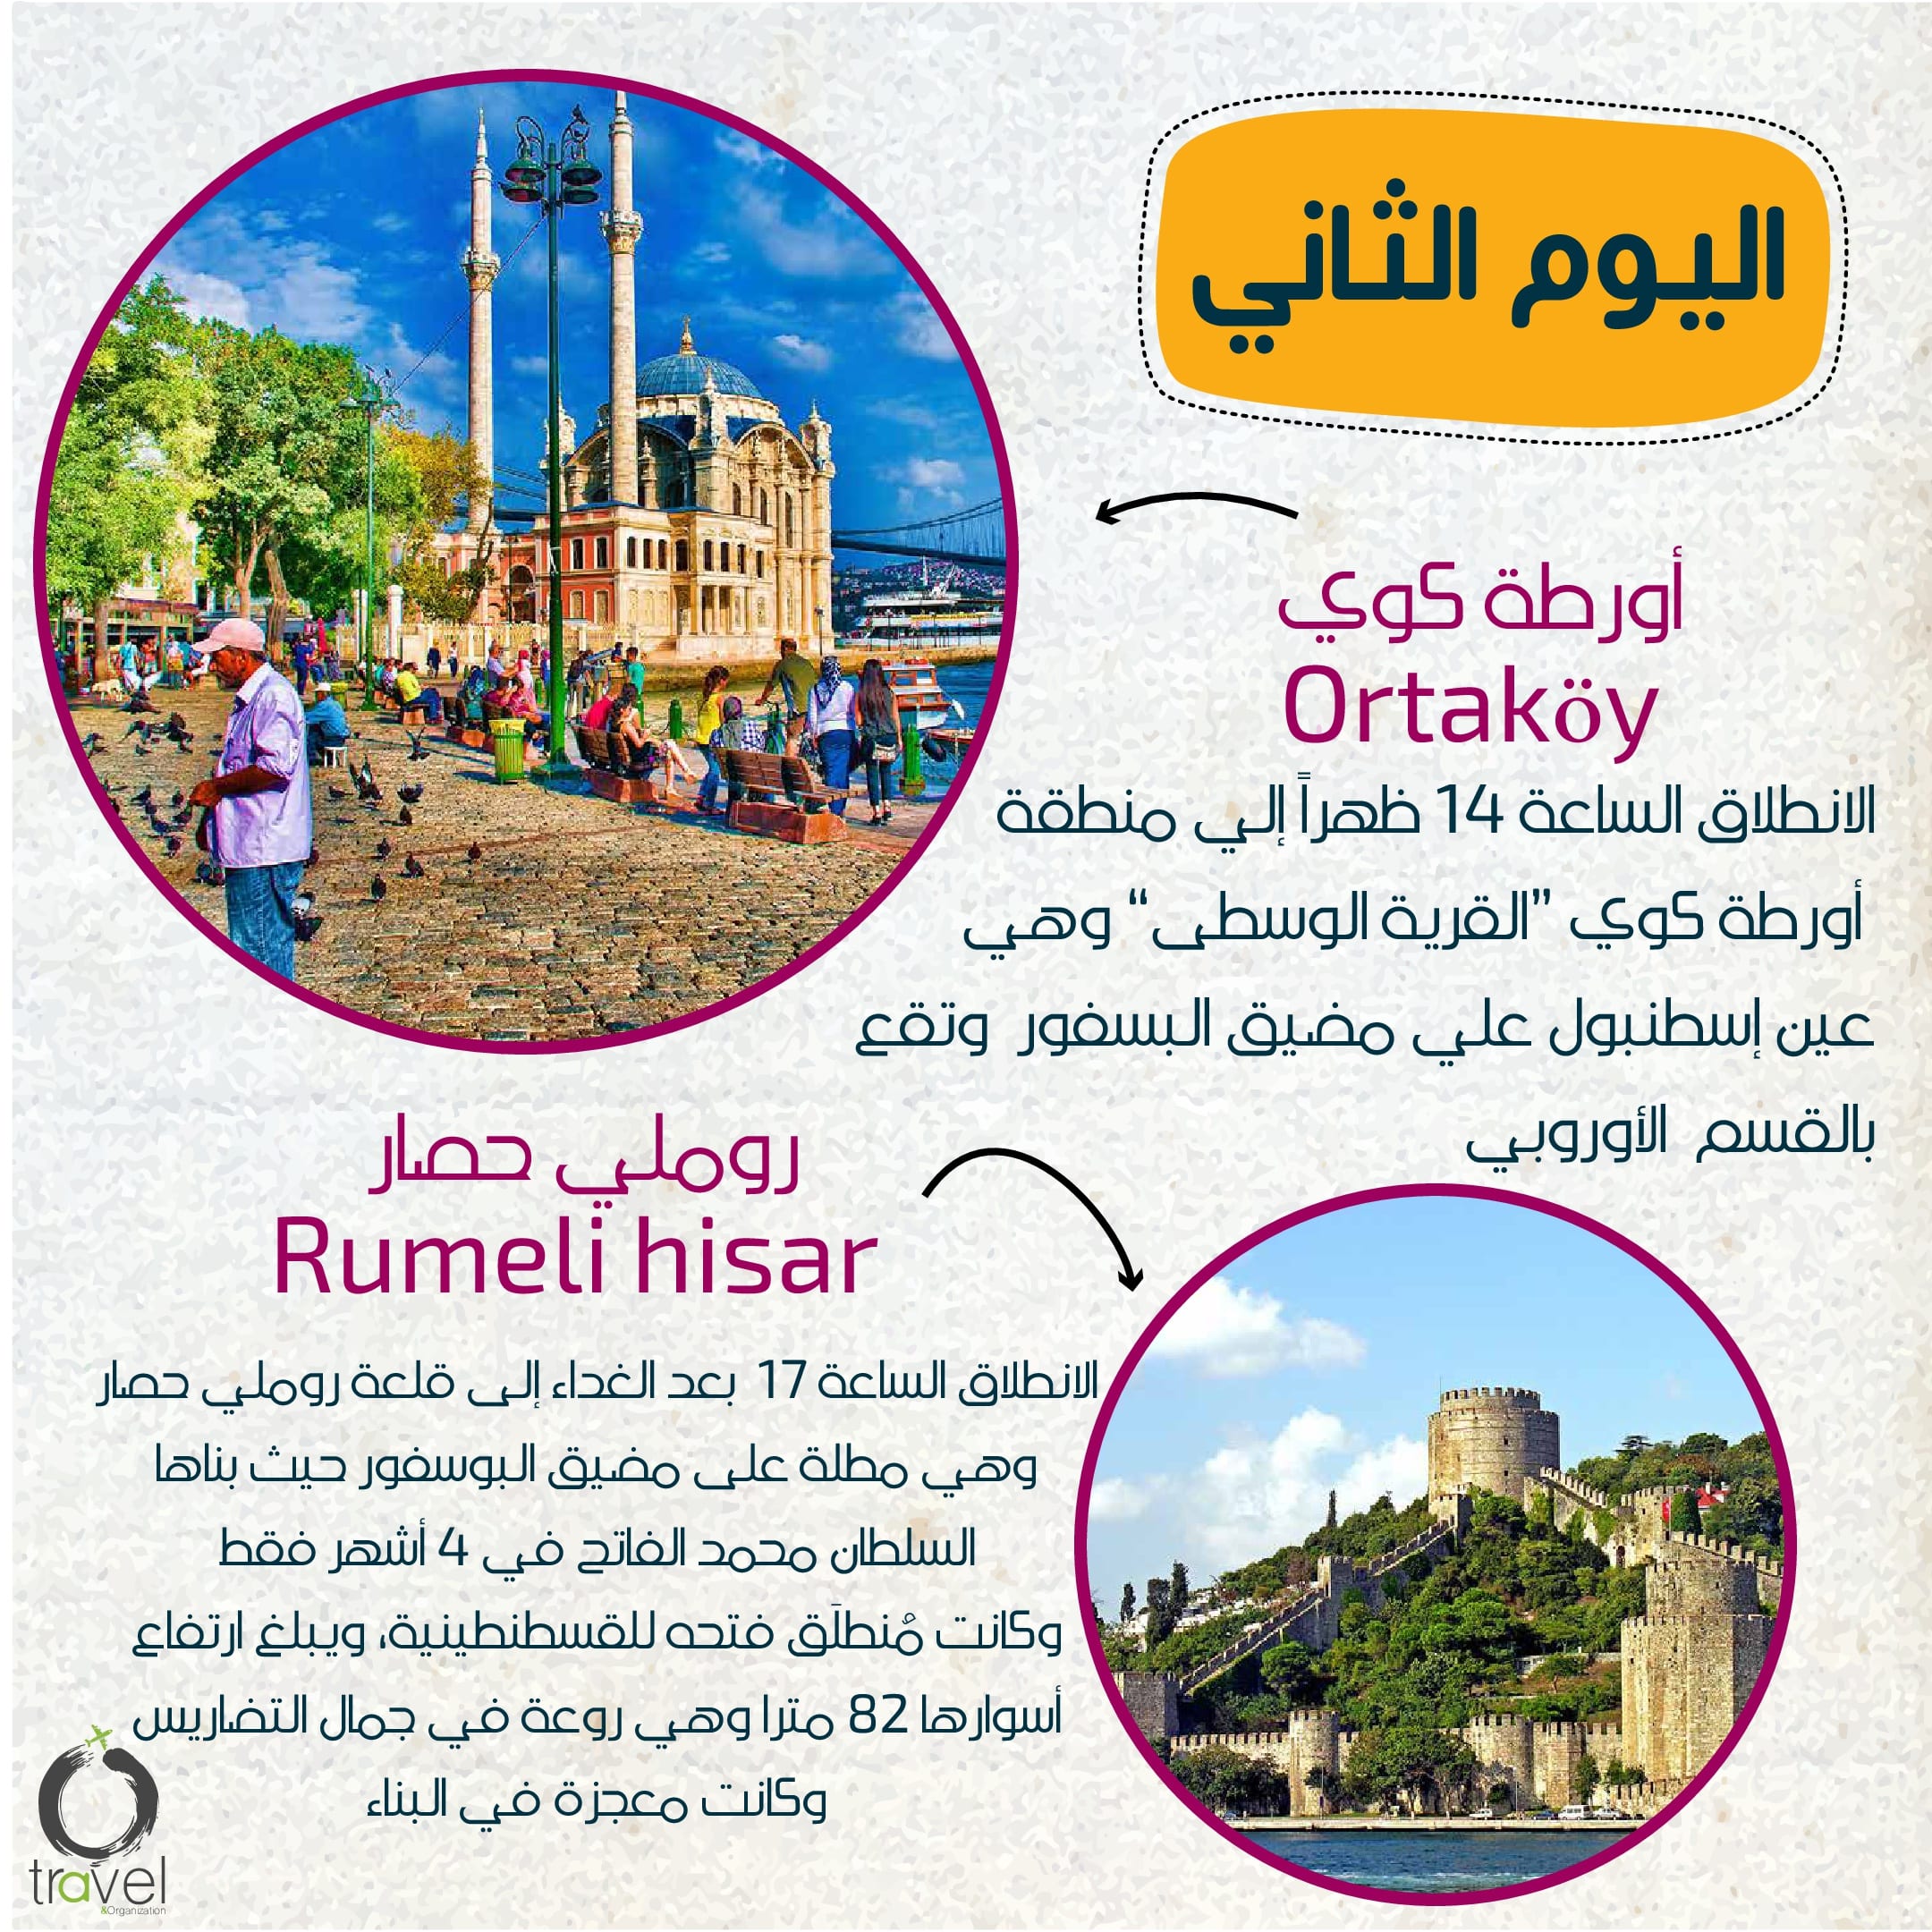 اليوم الثاني
أورطة كوي
Ortaköy
الانطلاق الساعة 14 ظهراً إلي منطقة
أورطة كوي ”القرية الوسطى“ وهي
عين إسطنبول علي مضيق البسفور وتقع
بالقسم الأوروبي
روملي حصار
Rumeli hisar
الانطلاق الساعة 17 بعد الغداء إلى قلعة روملي حصار
وهي مطلة على مضيق البوسفور حيث بناها
السلطان محمد الفاتح في 4 أشهر فقط
وكانت مُنطلَق فتحه للقسطنطينية، ويبلغ ارتفاع
أسوارها 82 مترا وهي روعة في جمال التضاريس
وكانت معجزة في البناء
travel
&Organization